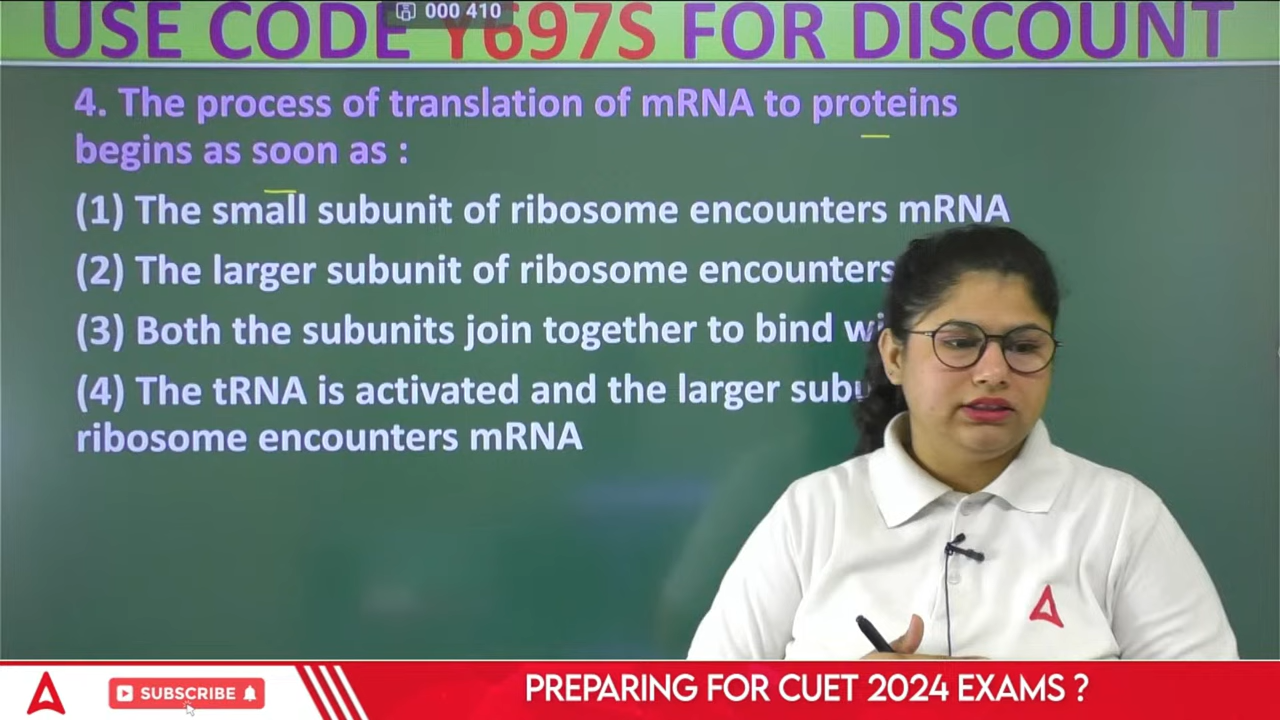 USE CODE Y697S FOR DISCOUNT
000 410
4. The process of translation of mRNA to proteins
begins as soon as :
(1) The small subunit of ribosome encounters mRNA
(2) The larger subunit of ribosome encounters
(3) Both the subunits join together to bind
(4) The tRNA is activated and the larger
ribosome encounters mRNA
SUBSCRIBE
PREPARING FOR CUET 2024 EXAMS ?